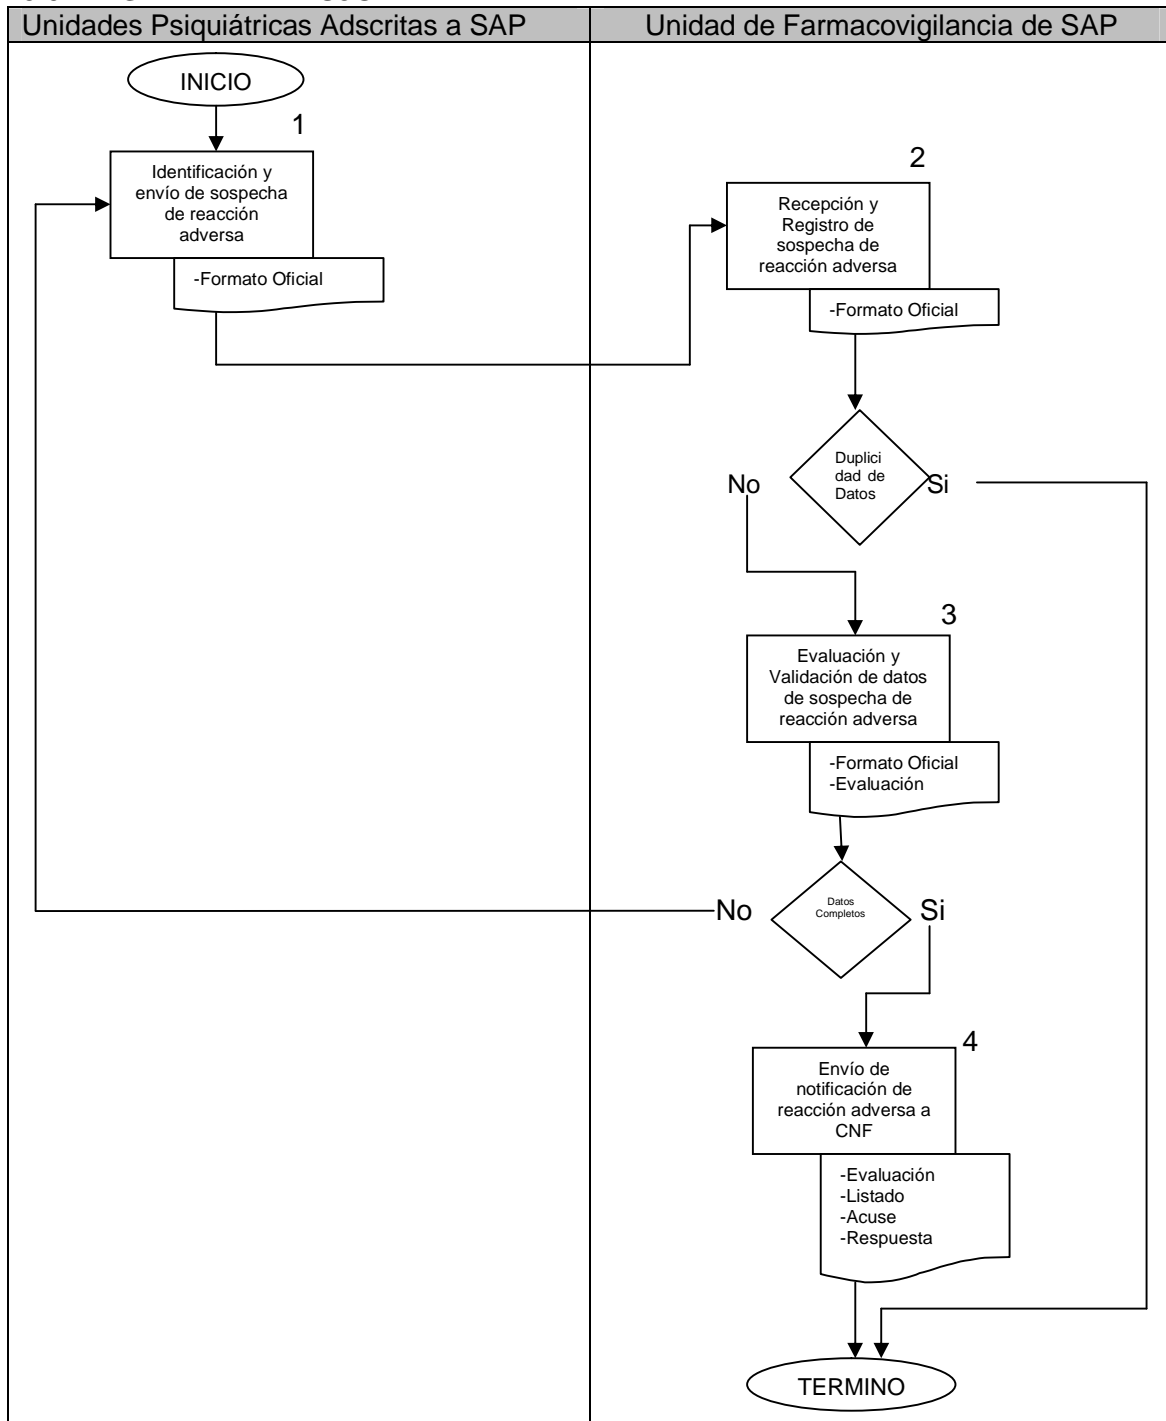 Unidades Psiquiátricas Adscritas a SAP
Unidad de Farmacovigilancia de SAP
INICIO
1
Identificación y
envío de sospecha
de reacción
adversa
-Formato Oficial
2
Recepción y
Registro de
sospecha de
reacción adversa
-Formato Oficial
Duplici
dad de
Datos
No
Si
3
Evaluación y
Validación de datos
de sospecha de
reacción adversa
-Formato Oficial
-Evaluación
Datos
Completos
No
Si
4
Envío de
notificación de
reacción adversa a
CNF
-Evaluación
-Listado
-Acuse
-Respuesta
TERMINO